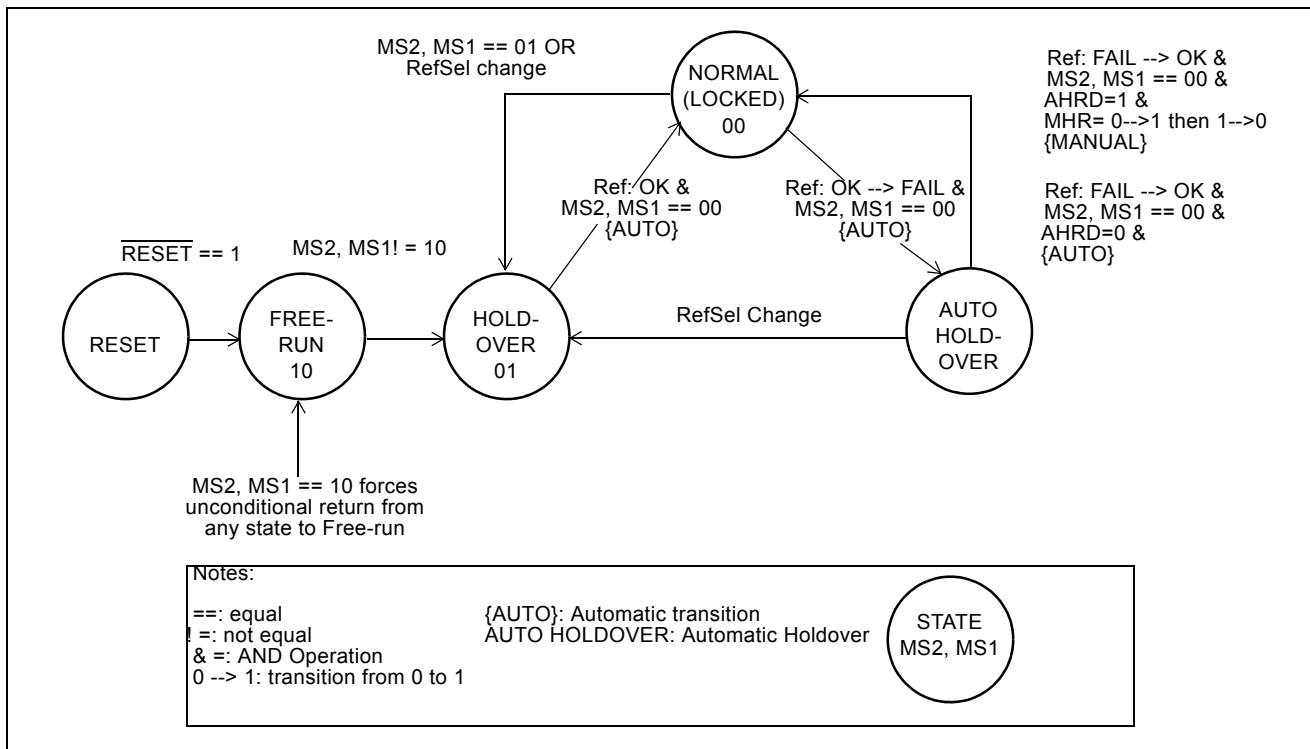 MS2, MS1 == 01 OR
RefSel change
NORMAL
(LOCKED)
00
Ref: FAIL --> OK &
MS2, MS1 == 00 &
AHRD=1 &
MHR= 0-->1 then 1-->0
{MANUAL}
Ref: OK &
MS2, MS1 == 00
{AUTO}
Ref: OK --> FAIL &
MS2, MS1 == 00
{AUTO}
Ref: FAIL --> OK &
MS2, MS1 == 00 &
AHRD=0 &
{AUTO}
RESET == 1
MS2, MS1! = 10
RESET
FREE-
RUN
10
HOLD-
OVER
01
RefSel Change
AUTO
HOLD-
OVER
MS2, MS1 == 10 forces
unconditional return from
any state to Free-run
Notes:
==: equal
! =: not equal
& =: AND Operation
0 --> 1: transition from 0 to 1
{AUTO}: Automatic transition
AUTO HOLDOVER: Automatic Holdover
STATE
MS2, MS1